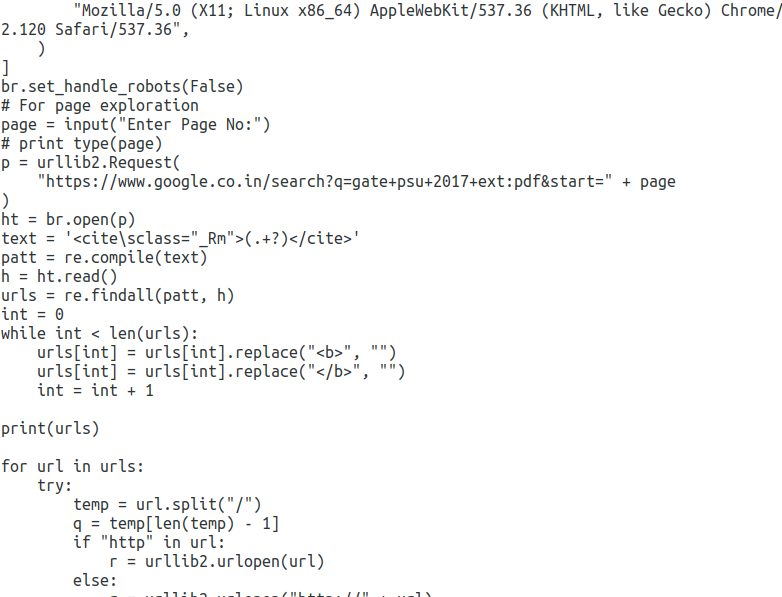 "Mozilla/5.0 (X11; Linux x86_64) AppleWebKit/537.36 (KHTML, like Gecko) Chrome/
2.120 Safari/537.36",
    )
]
br.set_handle_robots(False)
# For page exploration
page = input("Enter Page No:")
# print type(page)
p = urllib2.Request(
    "https://www.google.co.in/search?q=gate+psu+2017+ext:pdf&start=" + page
)
ht = br.open(p)
text = '<cite\sclass="_Rm">(.+?)</cite>'
patt = re.compile(text)
h = ht.read()
urls = re.findall(patt, h)
int = 0
while int < len(urls):
    urls[int] = urls[int].replace("<b>", "")
    urls[int] = urls[int].replace("</b>", "")
    int = int + 1

print(urls)

for url in urls:
    try:
        temp = url.split("/")
        q = temp[len(temp) - 1]
        if "http" in url:
            r = urllib2.urlopen(url)
        else:
            r = urllib2.urlopen("http://" + url)